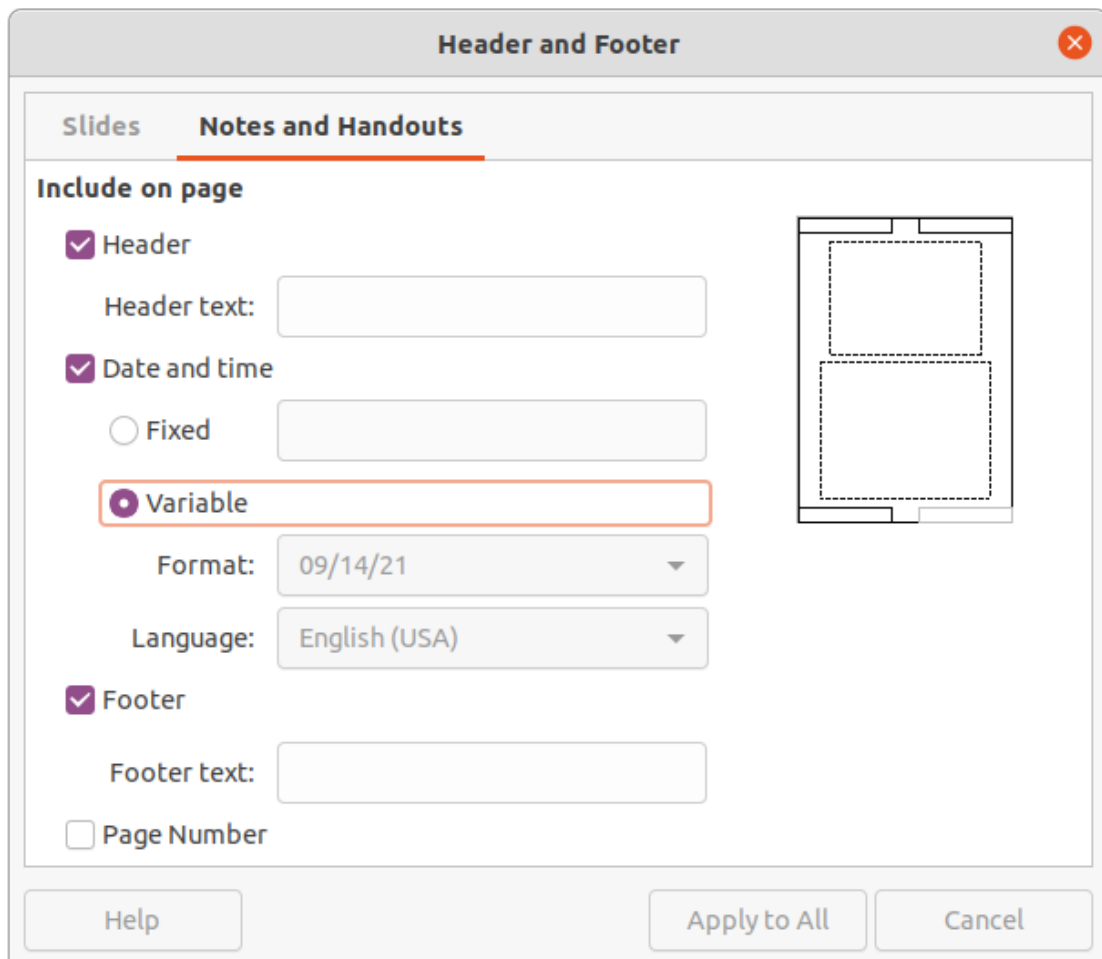 Header and Footer
Slides Notes and Handouts
Include on page
Header
Header text:
Date and time
Fixed
Variable
Format: 09/14/21
Language: English (USA)
Footer
Footer text:
Page Number
Help Apply to All Cancel